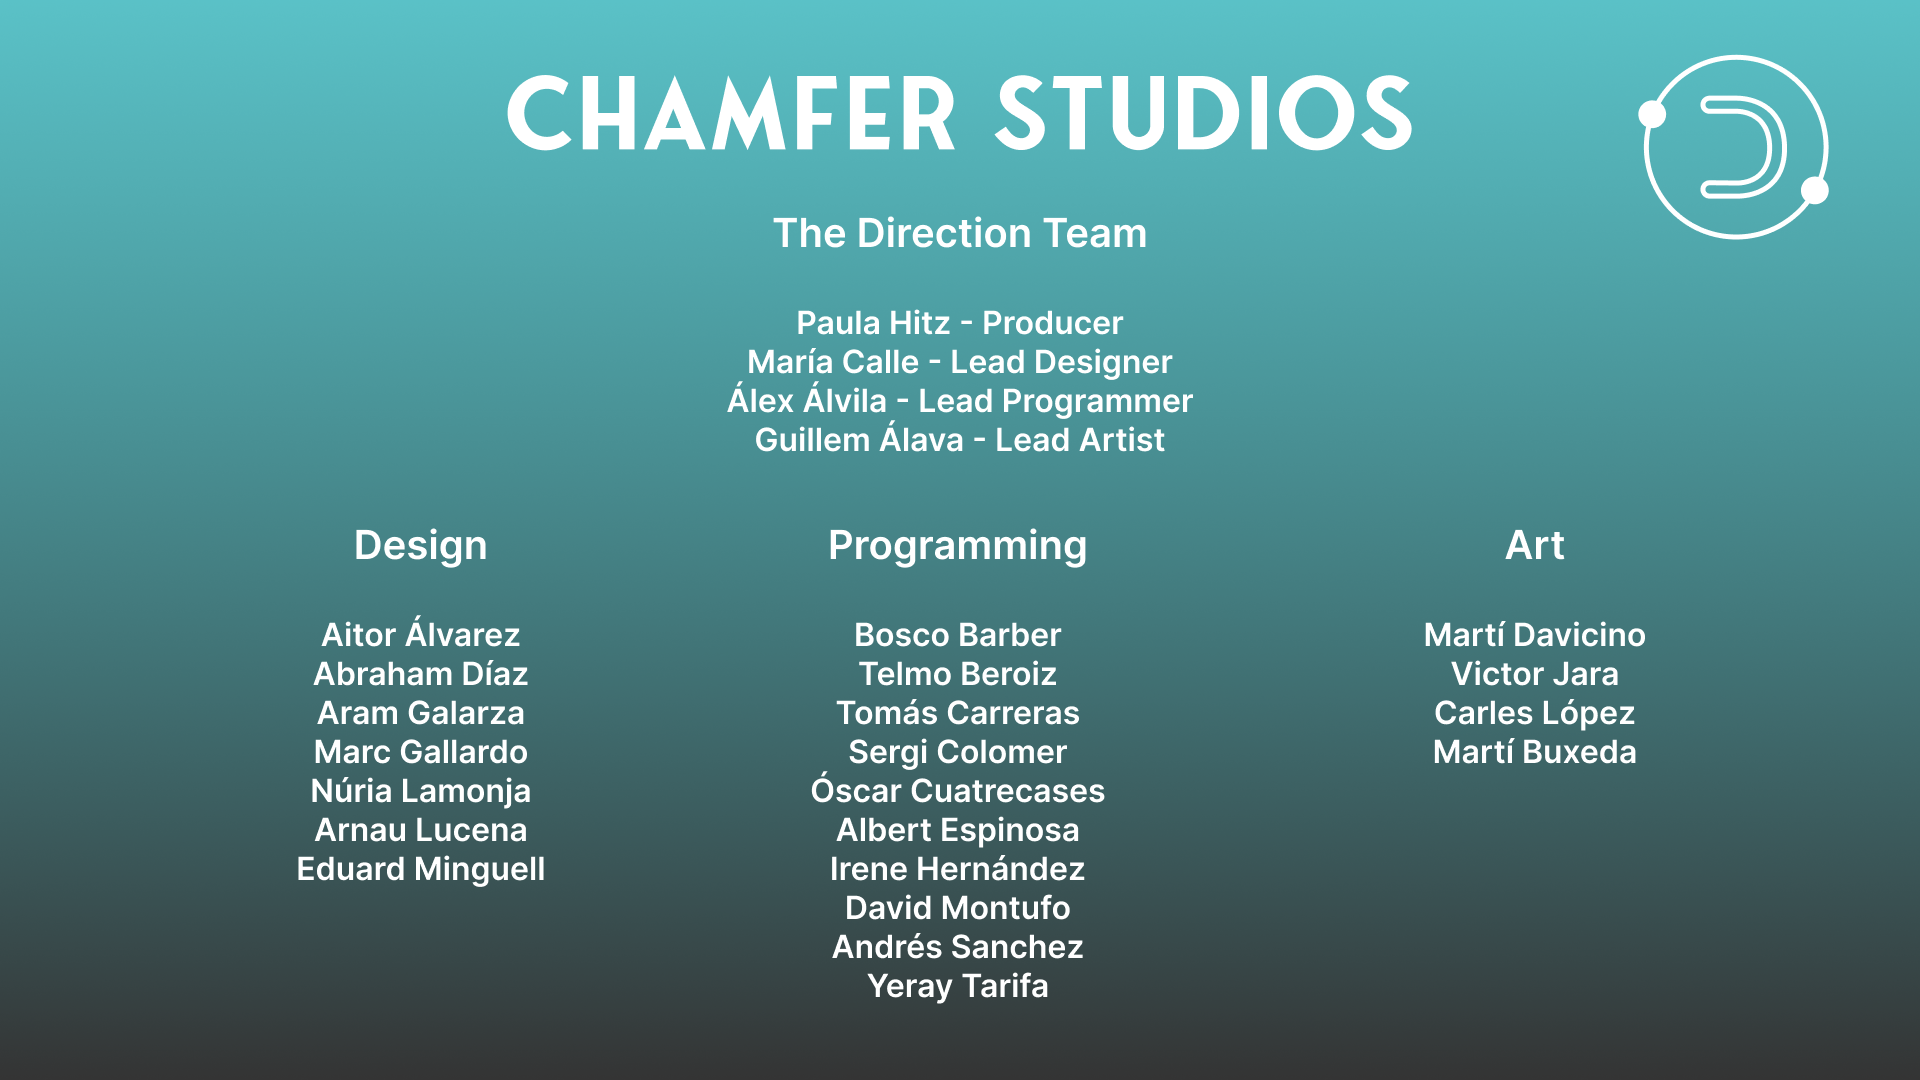 CHAMFER STUDIOS
The Direction Team
Paula Hitz - Producer
María Calle - Lead Designer
Álex Álvila - Lead Programmer
Guillem Álava - Lead Artist
Design
Aitor Álvarez
Abraham Díaz
Aram Galarza
Marc Gallardo
Núria Lamonja
Arnau Lucena
Eduard Minguell
Programming
Bosco Barber
Telmo Beroiz
Tomás Carreras
Sergi Colomer
Óscar Cuatrecases
Albert Espinosa
Irene Hernández
David Montufo
Andrés Sanchez
Yeray Tarifa
Art
Martí Davicino
Victor Jara
Carles López
Martí Buxeda